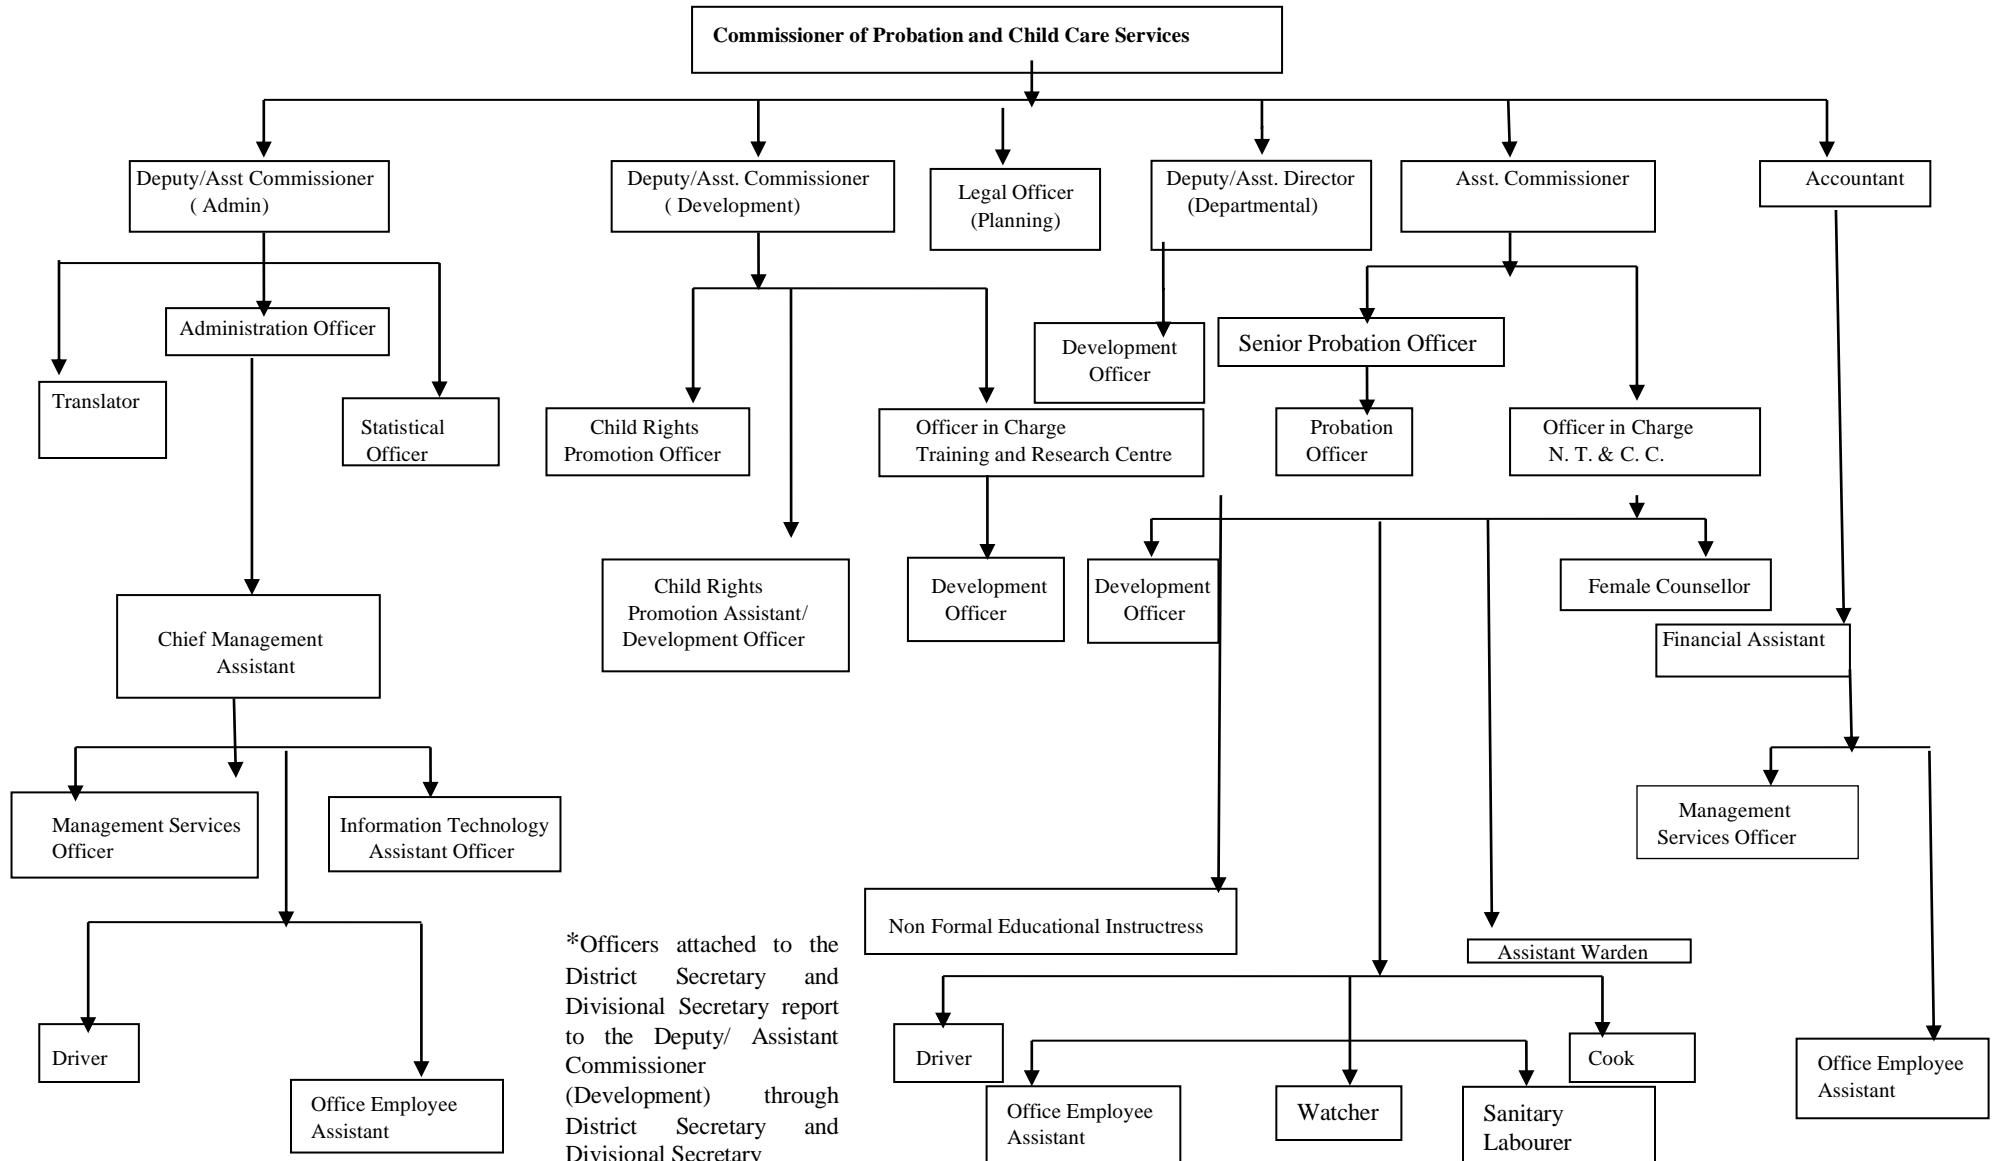 Commissioner of Probation and Child Care Services
Deputy/Asst Commissioner
( Admin)
Deputy/Asst. Commissioner
( Development)
Legal Officer
(Planning)
Deputy/Asst. Director
(Departmental)
Asst. Commissioner
Accountant
Administration Officer
Translator
Statistical
Officer
Child Rights
Promotion Officer
Officer in Charge
Training and Research Centre
Development
Officer
Senior Probation Officer
Probation
Officer
Officer in Charge
N. T. & C. C.
Chief Management
Assistant
Child Rights
Promotion Assistant/
Development Officer
Development
Officer
Development
Officer
Female Counsellor
Financial Assistant
Management Services
Officer
Information Technology
Assistant Officer
Management
Services Officer
Non Formal Educational Instructress
Assistant Warden
*Officers attached to the
District Secretary and
Divisional Secretary report
to the Deputy/ Assistant
Commissioner
(Development) through
District Secretary and
Divisional Secretary
Driver
Office Employee
Assistant
Driver
Office Employee
Assistant
Watcher
Sanitary
Labourer
Cook
Office Employee
Assistant